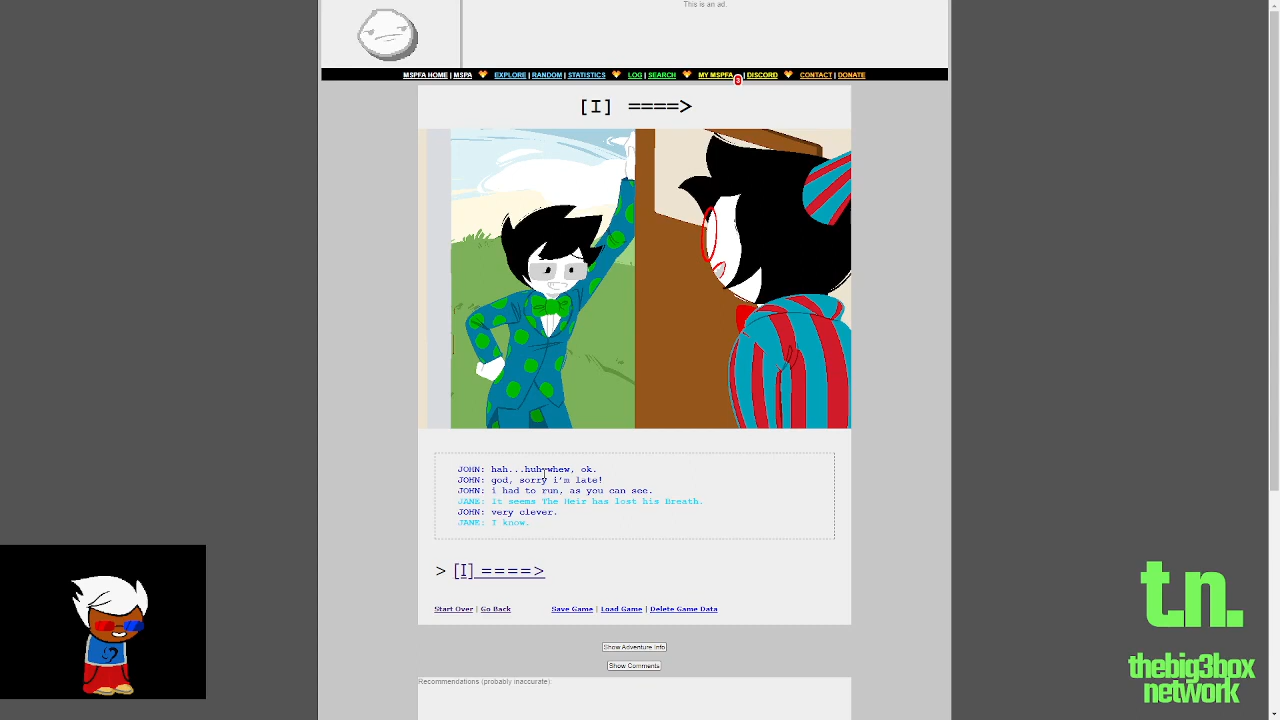 This is an ad.
MSPFA HOME | MSPA EXPLORE | RANDOM | STATISTICS LOG | SEARCH MY MSPFA 3 | DISCORD CONTACT | DONATE
[I] ====>
JOHN: hah...huh-whew, ok.
JOHN: god, sorry i'm late!
JOHN: i had to run, as you can see.
JANE: It seems The Heir has lost his Breath.
JOHN: very clever.
JANE: I know.
> [I] ====>
Start Over | Go Back Save Game | Load Game | Delete Game Data
Show Adventure Info
Show Comments
Recommendations (probably inaccurate):
t.n.
thebig3box
network